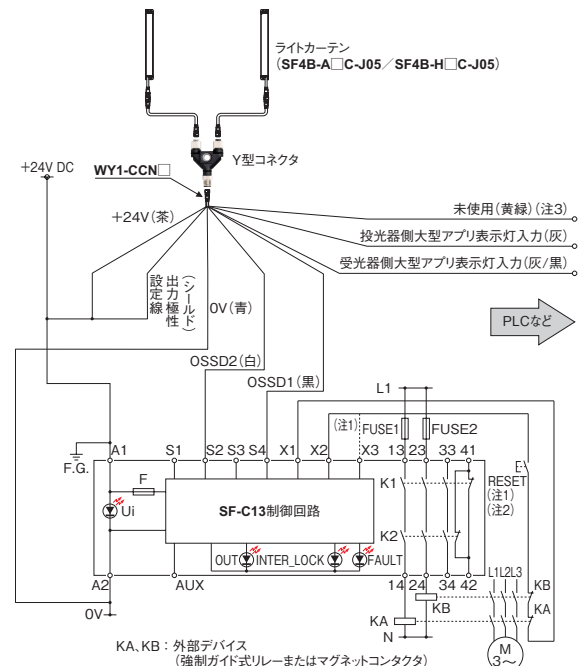 ライトカーテン
(SF4B-A□C-J05／SF4B-H□C-J05)
Y型コネクタ
+24V DC
WY1-CCN□
+24V(茶)
未使用(黄緑)(注3)
投光器側大型アプリ表示灯入力(灰)
受光器側大型アプリ表示灯入力(灰/黒)
(シールド)
出力極性
設定線
0V(青)
PLCなど
OSSD2(白)
OSSD1(黒)
L1
(注1)
FUSE1
FUSE2
F.G.
A1
S1
S2
S3
S4
X1
X2
X3
13
23
33
41
RESET
(注1)
(注2)
F
Ui
K1
SF-C13制御回路
K2
OUT
INTER_LOCK
FAULT
A2
AUX
14
24
34
42
L1L2L3
KB
KA
KB
KA
0V
N
M
3～
KA、KB：外部デバイス
(強制ガイド式リレーまたはマグネットコンタクタ)